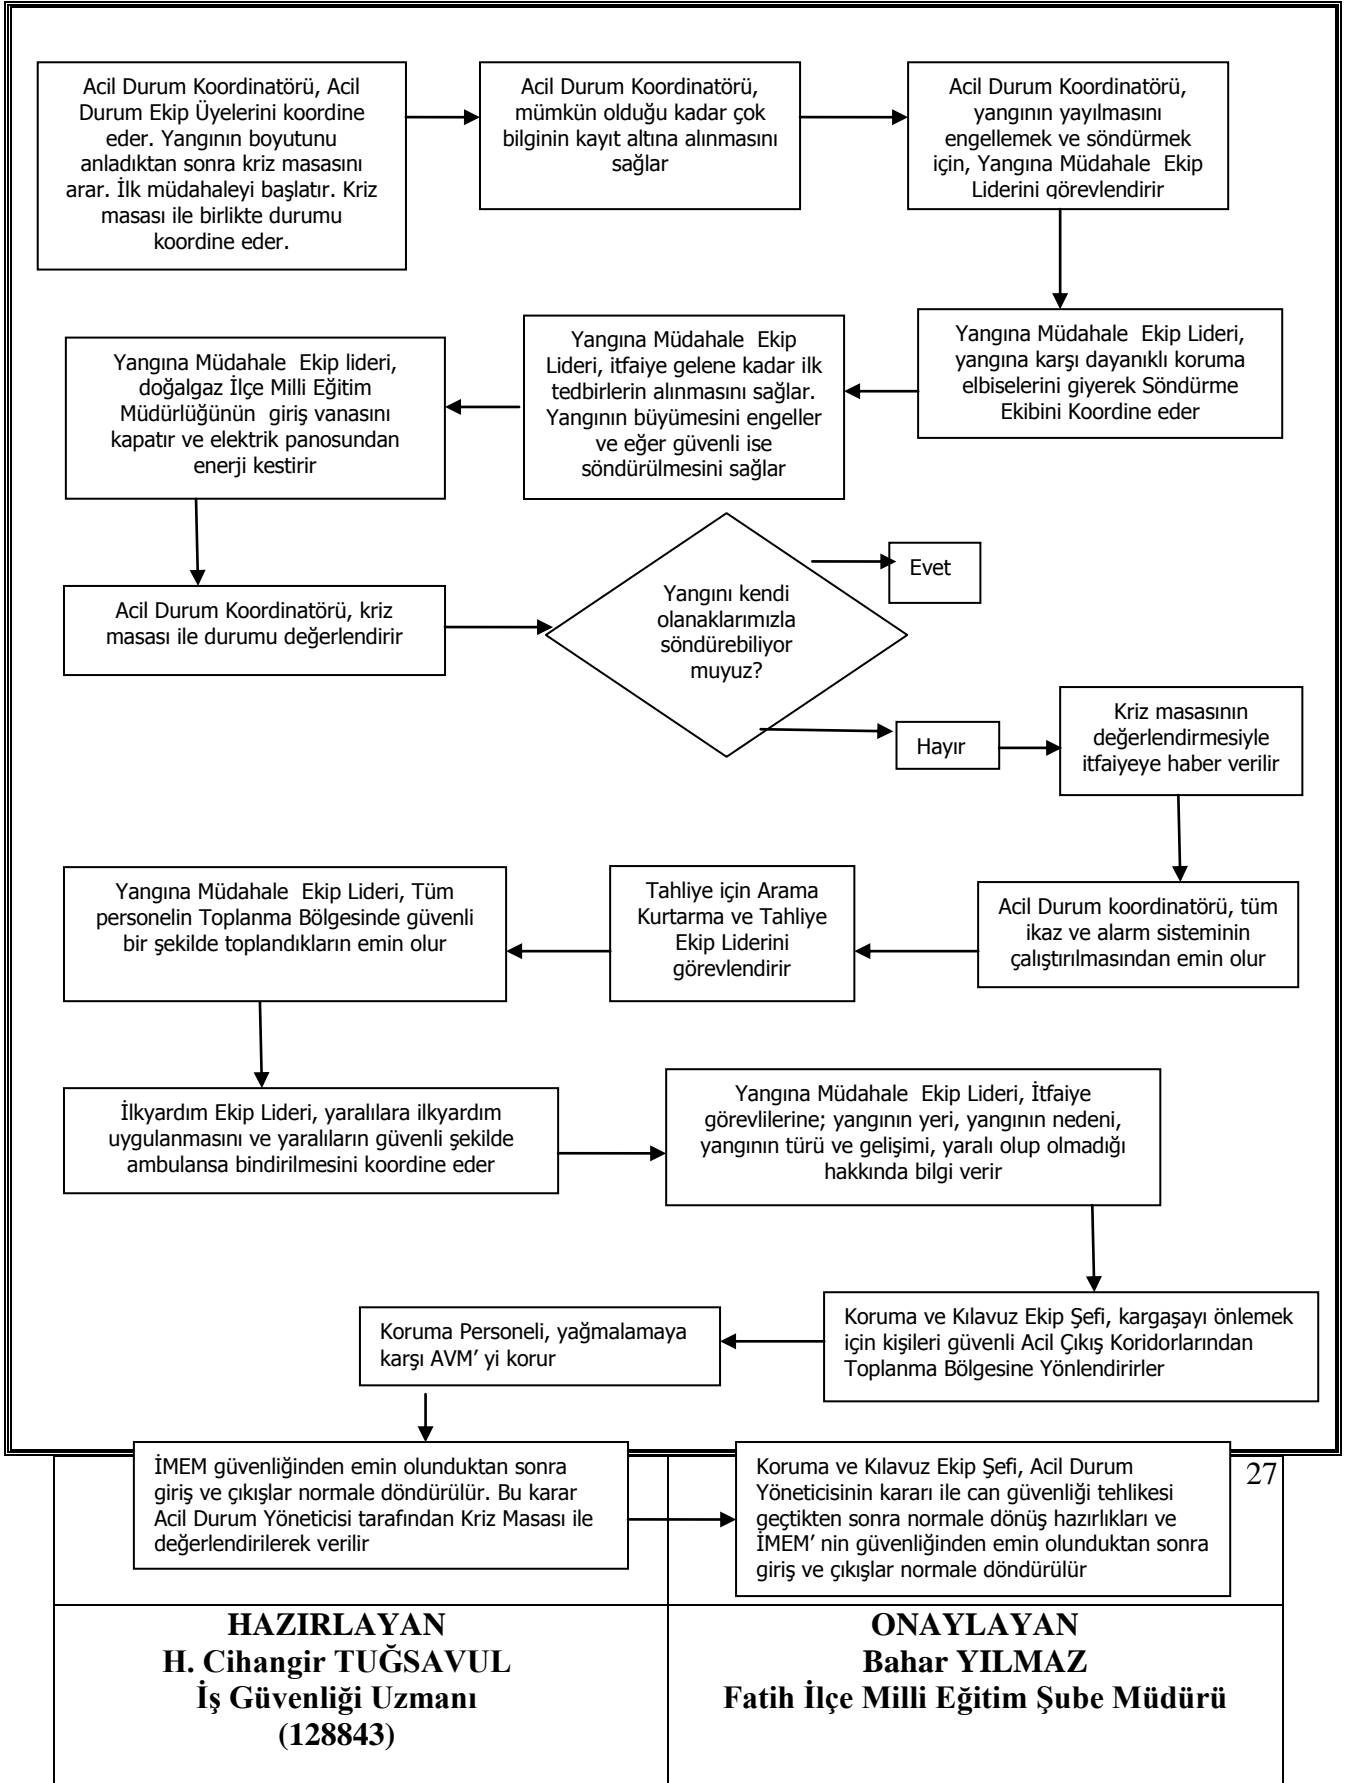 Acil Durum Koordinatörü, Acil
Durum Ekip Üyelerini koordine
eder. Yangının boyutunu
anladıktan sonra kriz masasını
arar. İlk müdahaleyi başlatır. Kriz
masası ile birlikte durumu
koordine eder.
Acil Durum Koordinatörü,
mümkün olduğu kadar çok
bilginin kayıt altına alınmasını
sağlar
Acil Durum Koordinatörü,
yangının yayılmasını
engellemek ve söndürmek
için, Yangına Müdahale  Ekip
Liderini görevlendirir
Yangına Müdahale  Ekip Lideri,
yangına karşı dayanıklı koruma
elbiselerini giyerek Söndürme
Ekibini Koordine eder
Yangına Müdahale  Ekip
Lideri, itfaiye gelene kadar ilk
tedbirlerin alınmasını sağlar.
Yangının büyümesini engeller
ve eğer güvenli ise
söndürülmesini sağlar
Yangına Müdahale  Ekip lideri,
doğalgaz İlçe Milli Eğitim
Müdürlüğünün  giriş vanasını
kapatır ve elektrik panosundan
enerji kestirir
Acil Durum Koordinatörü, kriz
masası ile durumu değerlendirir
Yangını kendi
olanaklarımızla
söndürebiliyor
muyuz?
Evet
Hayır
Kriz masasının
değerlendirmesiyle
itfaiyeye haber verilir
Acil Durum koordinatörü, tüm
ikaz ve alarm sisteminin
çalıştırılmasından emin olur
Tahliye için Arama
Kurtarma ve Tahliye
Ekip Liderini
görevlendirir
Yangına Müdahale  Ekip Lideri, Tüm
personelin Toplanma Bölgesinde güvenli
bir şekilde toplandıkların emin olur
İlkyardım Ekip Lideri, yaralılara ilkyardım
uygulanmasını ve yaralıların güvenli şekilde
ambulansa bindirilmesini koordine eder
Yangına Müdahale  Ekip Lideri, İtfaiye
görevlilerine; yangının yeri, yangının nedeni,
yangının türü ve gelişimi, yaralı olup olmadığı
hakkında bilgi verir
Koruma ve Kılavuz Ekip Şefi, kargaşayı önlemek
için kişileri güvenli Acil Çıkış Koridorlarından
Toplanma Bölgesine Yönlendirirler
Koruma Personeli, yağmalamaya
karşı AVM’ yi korur
İMEM güvenliğinden emin olunduktan sonra
giriş ve çıkışlar normale döndürülür. Bu karar
Acil Durum Yöneticisi tarafından Kriz Masası ile
değerlendirilerek verilir
Koruma ve Kılavuz Ekip Şefi, Acil Durum
Yöneticisinin kararı ile can güvenliği tehlikesi
geçtikten sonra normale dönüş hazırlıkları ve
İMEM’ nin güvenliğinden emin olunduktan sonra
giriş ve çıkışlar normale döndürülür
27
HAZIRLAYAN
H. Cihangir TUĞSAVUL
İş Güvenliği Uzmanı
(128843)
ONAYLAYAN
Bahar YILMAZ
Fatih İlçe Milli Eğitim Şube Müdürü